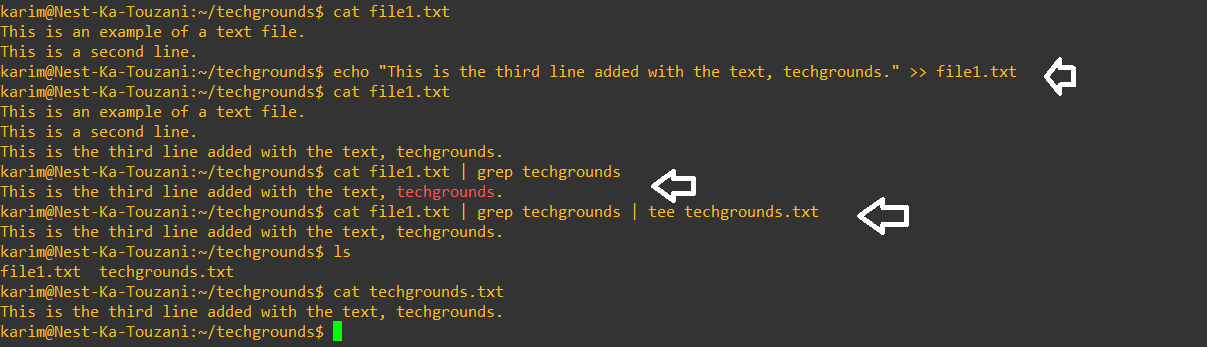 karim@Nest-Ka-Touzani:~/techgrounds$ cat file1.txt
This is an example of a text file.
This is a second line.
karim@Nest-Ka-Touzani:~/techgrounds$ echo "This is the third line added with the text, techgrounds." >> file1.txt
karim@Nest-Ka-Touzani:~/techgrounds$ cat file1.txt
This is an example of a text file.
This is a second line.
This is the third line added with the text, techgrounds.
karim@Nest-Ka-Touzani:~/techgrounds$ cat file1.txt | grep techgrounds
This is the third line added with the text, techgrounds.
karim@Nest-Ka-Touzani:~/techgrounds$ cat file1.txt | grep techgrounds | tee techgrounds.txt
This is the third line added with the text, techgrounds.
karim@Nest-Ka-Touzani:~/techgrounds$ ls
file1.txt  techgrounds.txt
karim@Nest-Ka-Touzani:~/techgrounds$ cat techgrounds.txt
This is the third line added with the text, techgrounds.
karim@Nest-Ka-Touzani:~/techgrounds$